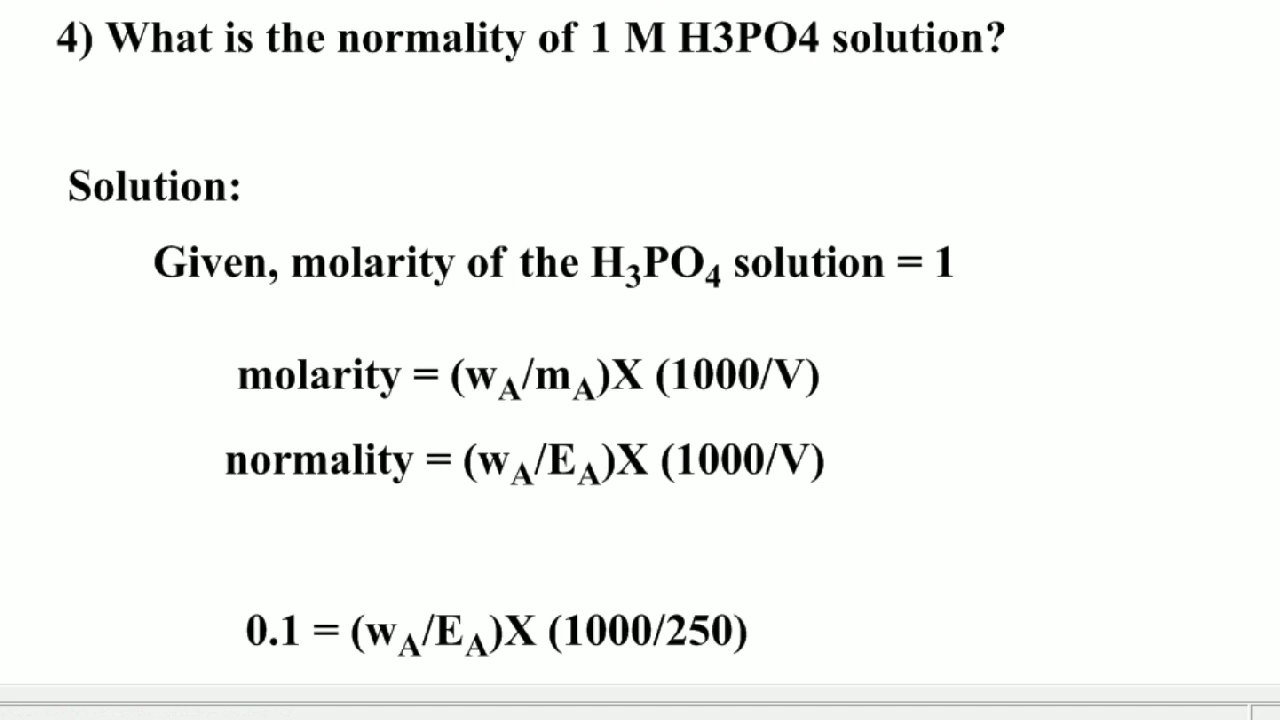 4) What is the normality of 1 M H3PO4 solution?
Solution:
Given, molarity of the H₃PO₄ solution = 1
molarity = (w_A/m_A)X (1000/V)
normality = (w_A/E_A)X (1000/V)
0.1 = (w_A/E_A)X (1000/250)